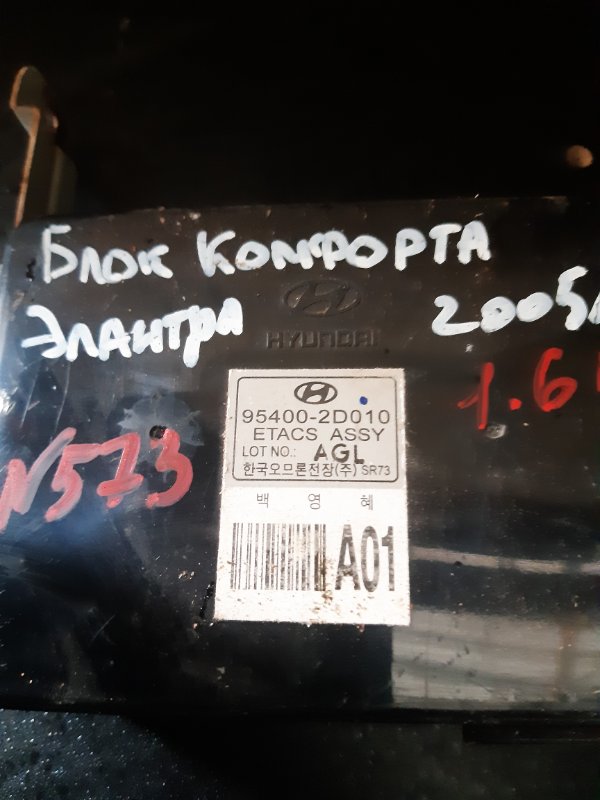 Блок КОМФОРТА
HYUNDAI
Элантра 2005
1.6
N573
95400-2D010
ETACS ASSY
LOT NO.: AGL
한국오므론전장(주) SR73
백 영 혜
A01